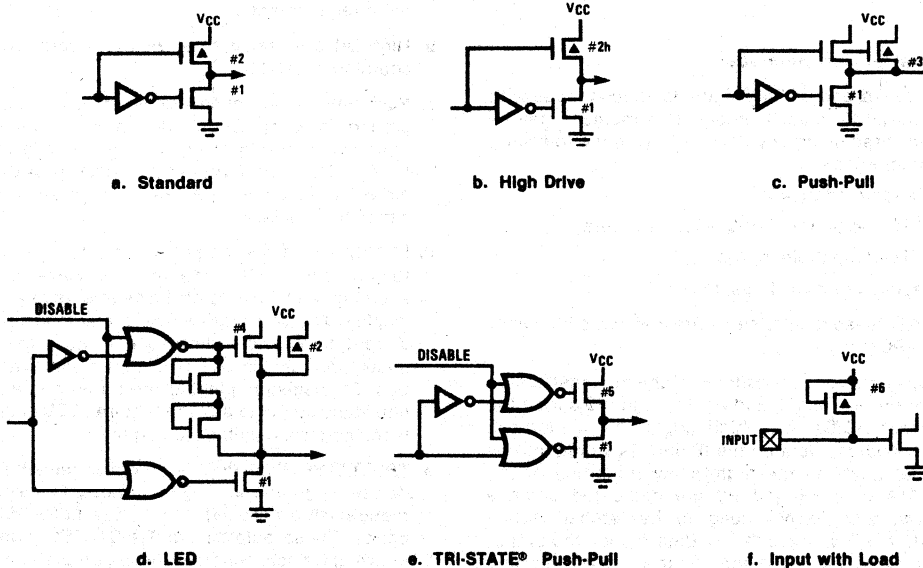 VCC
#2
#1
a. Standard
VCC
#2h
#1
b. High Drive
VCC
#3
#1
c. Push-Pull
DISABLE
#4
VCC
#2
#1
d. LED
DISABLE
VCC
#5
#1
e. TRI-STATE® Push-Pull
VCC
#6
INPUT
f. Input with Load